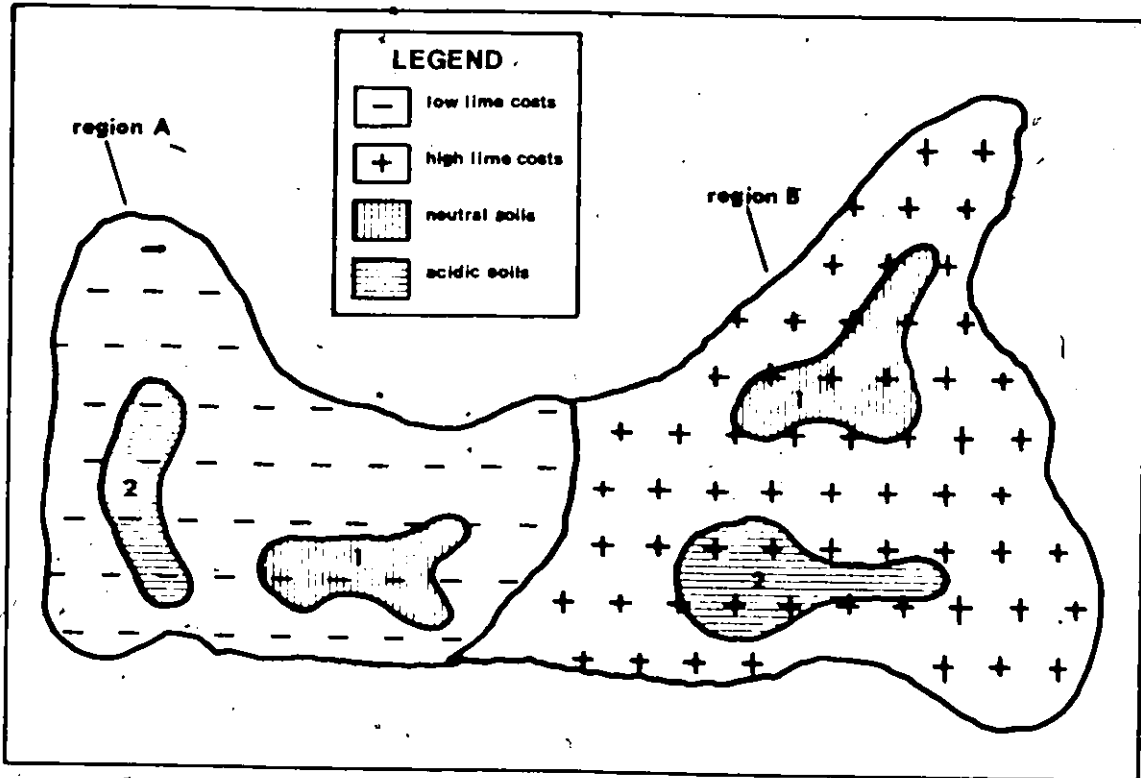 LEGEND
low lime costs
high lime costs
neutral soils
acidic soils
region A
region B
1
2
1
2